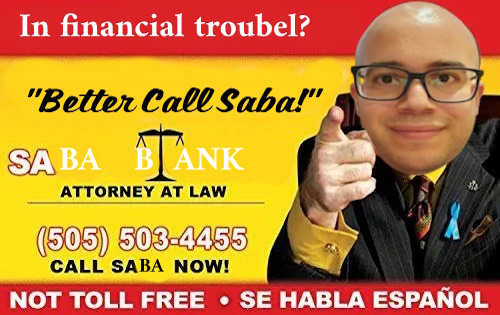 In financial troubel?
"Better Call Saba!"
SABA BANK
ATTORNEY AT LAW
(505) 503-4455
CALL SABA NOW!
NOT TOLL FREE • SE HABLA ESPAÑOL